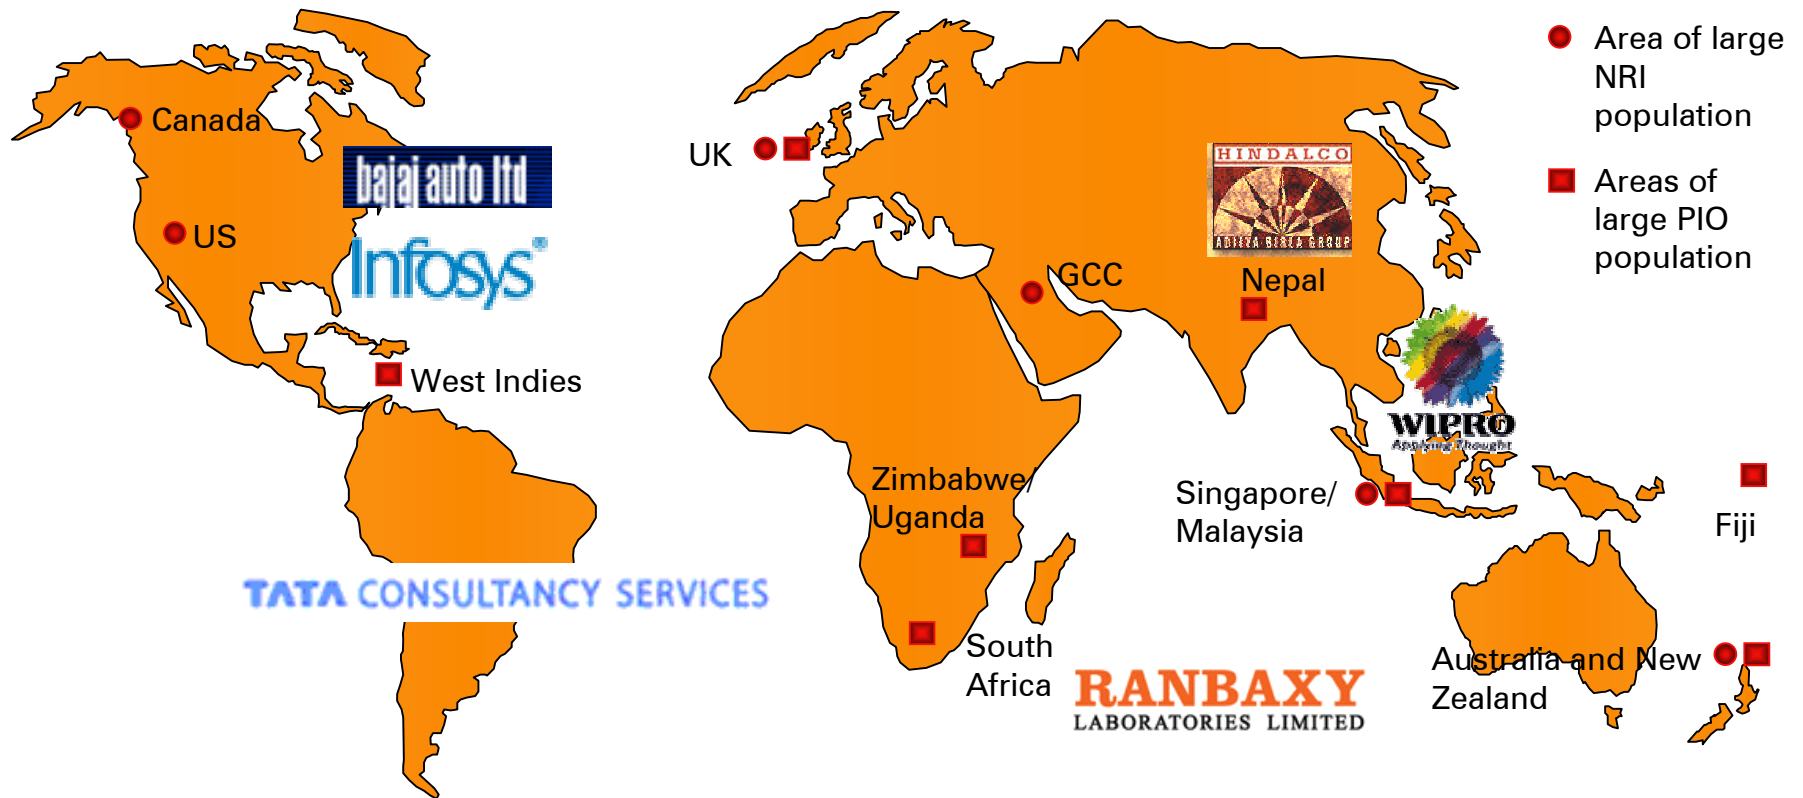 Area of large
NRI
population
Areas of
large PIO
population
Canada
US
bajaj auto ltd
Infosys®
West Indies
UK
GCC
HINDALCO
ADITYA BIRLA GROUP
Nepal
WIPRO
Applying Thought
Zimbabwe/
Uganda
Singapore/
Malaysia
Fiji
TATA CONSULTANCY SERVICES
South
Africa
RANBAXY
LABORATORIES LIMITED
Australia and New
Zealand